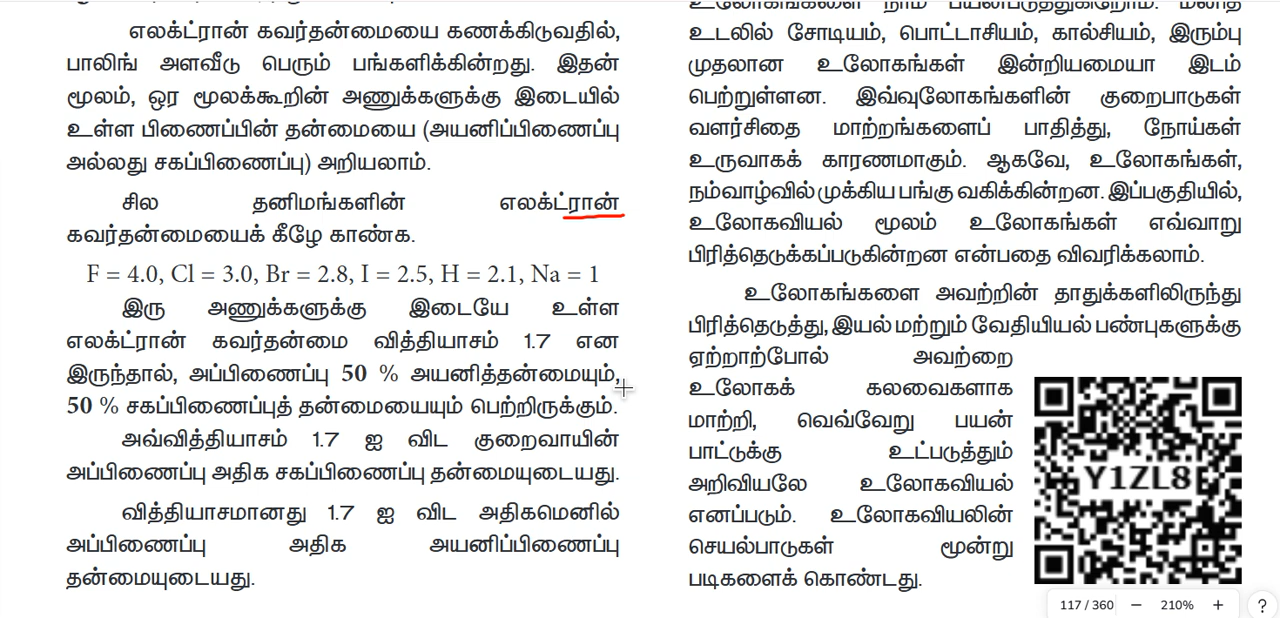 எலக்ட்ரான் கவர்தன்மையை கணக்கிடுவதில்,
பாலிங் அளவீடு பெரும் பங்களிக்கின்றது. இதன்
மூலம், ஒர மூலக்கூறின் அணுக்களுக்கு இடையில்
உள்ள பிணைப்பின் தன்மையை (அயனிப்பிணைப்பு
அல்லது சகப்பிணைப்பு) அறியலாம்.
சில தனிமங்களின் எலக்ட்ரான்
கவர்தன்மையைக் கீழே காண்க.
F = 4.0, Cl = 3.0, Br = 2.8, I = 2.5, H = 2.1, Na = 1
இரு அணுக்களுக்கு இடையே உள்ள
எலக்ட்ரான் கவர்தன்மை வித்தியாசம் 1.7 என
இருந்தால், அப்பிணைப்பு 50 % அயனித்தன்மையும்,
50 % சகப்பிணைப்புத் தன்மையையும் பெற்றிருக்கும்.
அவ்வித்தியாசம் 1.7 ஐ விட குறைவாயின்
அப்பிணைப்பு அதிக சகப்பிணைப்பு தன்மையுடையது.
வித்தியாசமானது 1.7 ஐ விட அதிகமெனில்
அப்பிணைப்பு அதிக அயனிப்பிணைப்பு
தன்மையுடையது.
உலோகங்களை நாம் பயன்படுத்துகிறோம். மனித
உடலில் சோடியம், பொட்டாசியம், கால்சியம், இரும்பு
முதலான உலோகங்கள் இன்றியமையா இடம்
பெற்றுள்ளன. இவ்வுலோகங்களின் குறைபாடுகள்
வளர்சிதை மாற்றங்களைப் பாதித்து, நோய்கள்
உருவாகக் காரணமாகும். ஆகவே, உலோகங்கள்,
நம்வாழ்வில் முக்கிய பங்கு வகிக்கின்றன. இப்பகுதியில்,
உலோகவியல் மூலம் உலோகங்கள் எவ்வாறு
பிரித்தெடுக்கப்படுகின்றன என்பதை விவரிக்கலாம்.
உலோகங்களை அவற்றின் தாதுக்களிலிருந்து
பிரித்தெடுத்து, இயல் மற்றும் வேதியியல் பண்புகளுக்கு
ஏற்றாற்போல் அவற்றை
உலோகக் கலவைகளாக
மாற்றி, வெவ்வேறு பயன்
பாட்டுக்கு உட்படுத்தும்
அறிவியலே உலோகவியல்
எனப்படும். உலோகவியலின்
செயல்பாடுகள் மூன்று
படிகளைக் கொண்டது.
Y1ZL8
117 / 360 − 210% + ?